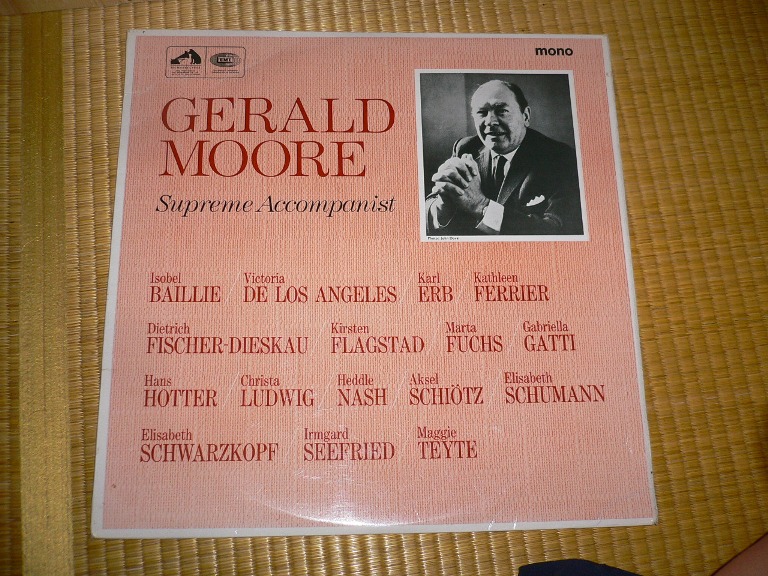 mono
EMI
GERALD
MOORE
Supreme Accompanist
Isobel BAILLIE / Victoria DE LOS ANGELES / Karl ERB / Kathleen FERRIER
Dietrich FISCHER-DIESKAU / Kirsten FLAGSTAD / Marta FUCHS / Gabriella GATTI
Hans HOTTER / Christa LUDWIG / Heddle NASH / Aksel SCHIÖTZ / Elisabeth SCHUMANN
Elisabeth SCHWARZKOPF / Irmgard SEEFRIED / Maggie TEYTE